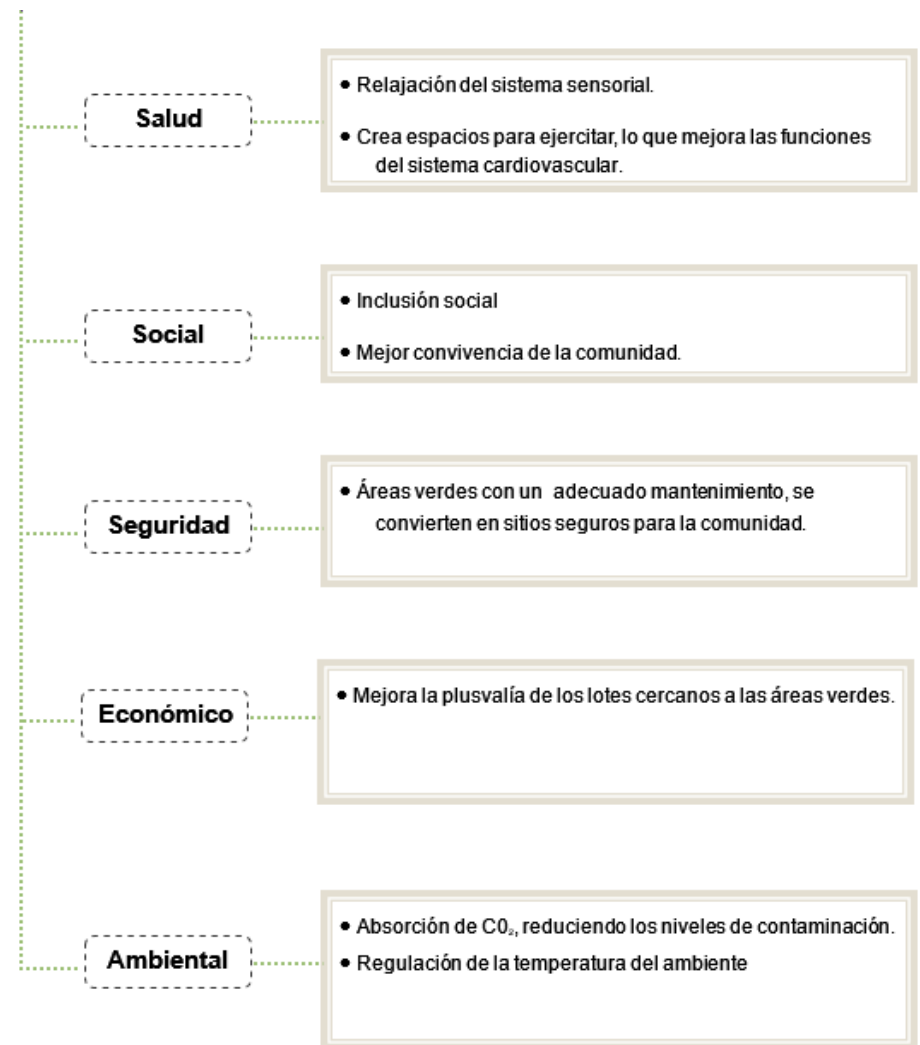 Salud
• Relajación del sistema sensorial.
• Crea espacios para ejercitar, lo que mejora las funciones
del sistema cardiovascular.
Social
• Inclusión social
• Mejor convivencia de la comunidad.
Seguridad
• Áreas verdes con un adecuado mantenimiento, se
convierten en sitios seguros para la comunidad.
Económico
• Mejora la plusvalía de los lotes cercanos a las áreas verdes.
Ambiental
• Absorción de C0₂, reduciendo los niveles de contaminación.
• Regulación de la temperatura del ambiente